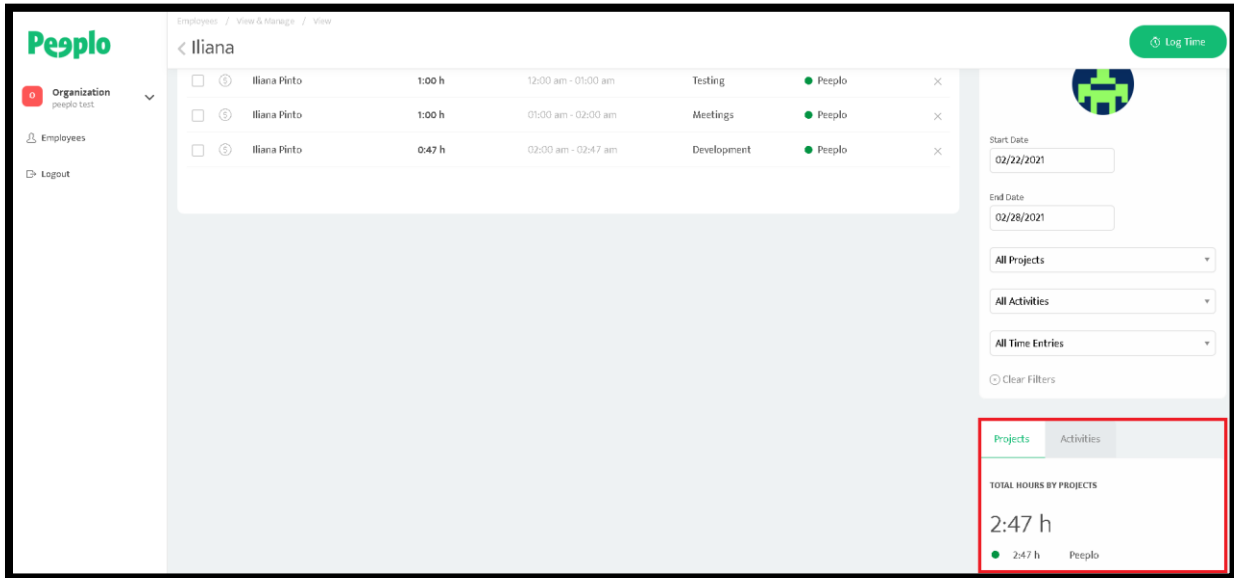 Employees / View & Manage / View
Peeplo
< Iliana
Log Time
O Organization
peeplo test
Employees
Logout
Iliana Pinto 1:00 h 12:00 am - 01:00 am Testing Peeplo
Iliana Pinto 1:00 h 01:00 am - 02:00 am Meetings Peeplo
Iliana Pinto 0:47 h 02:00 am - 02:47 am Development Peeplo
Start Date
02/22/2021
End Date
02/28/2021
All Projects
All Activities
All Time Entries
Clear Filters
Projects Activities
TOTAL HOURS BY PROJECTS
2:47 h
2:47 h Peeplo